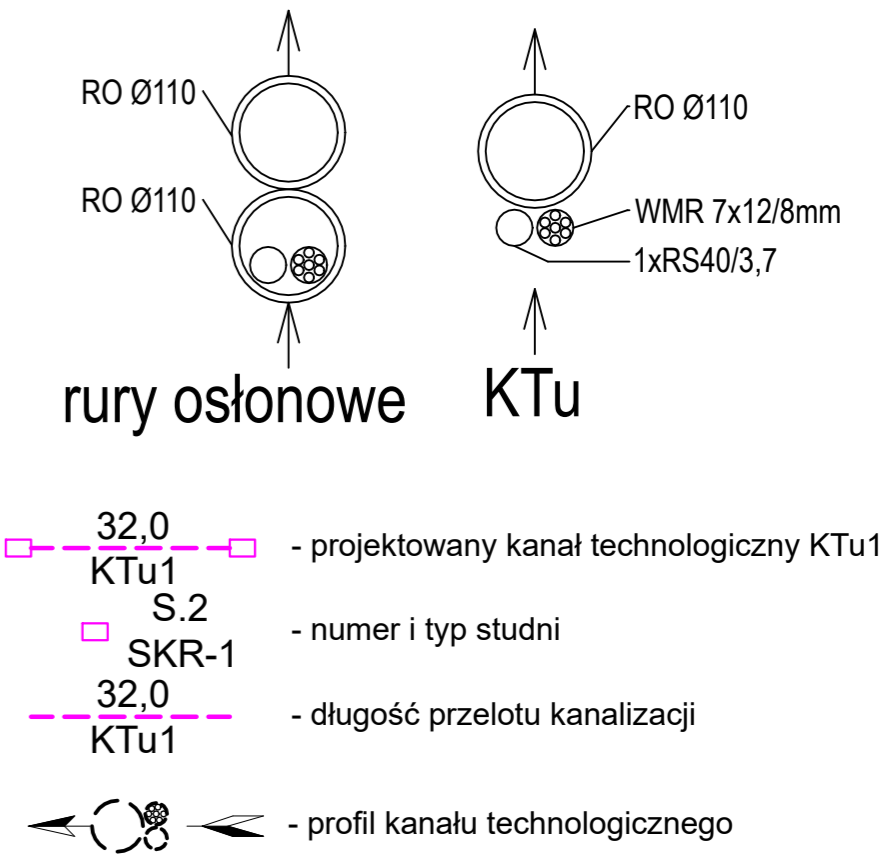 RO Ø110
RO Ø110
rury osłonowe
RO Ø110
WMR 7x12/8mm
1xRS40/3,7
KTu
32,0
KTu1
- projektowany kanał technologiczny KTu1
S.2
SKR-1
- numer i typ studni
32,0
KTu1
- długość przelotu kanalizacji
- profil kanału technologicznego